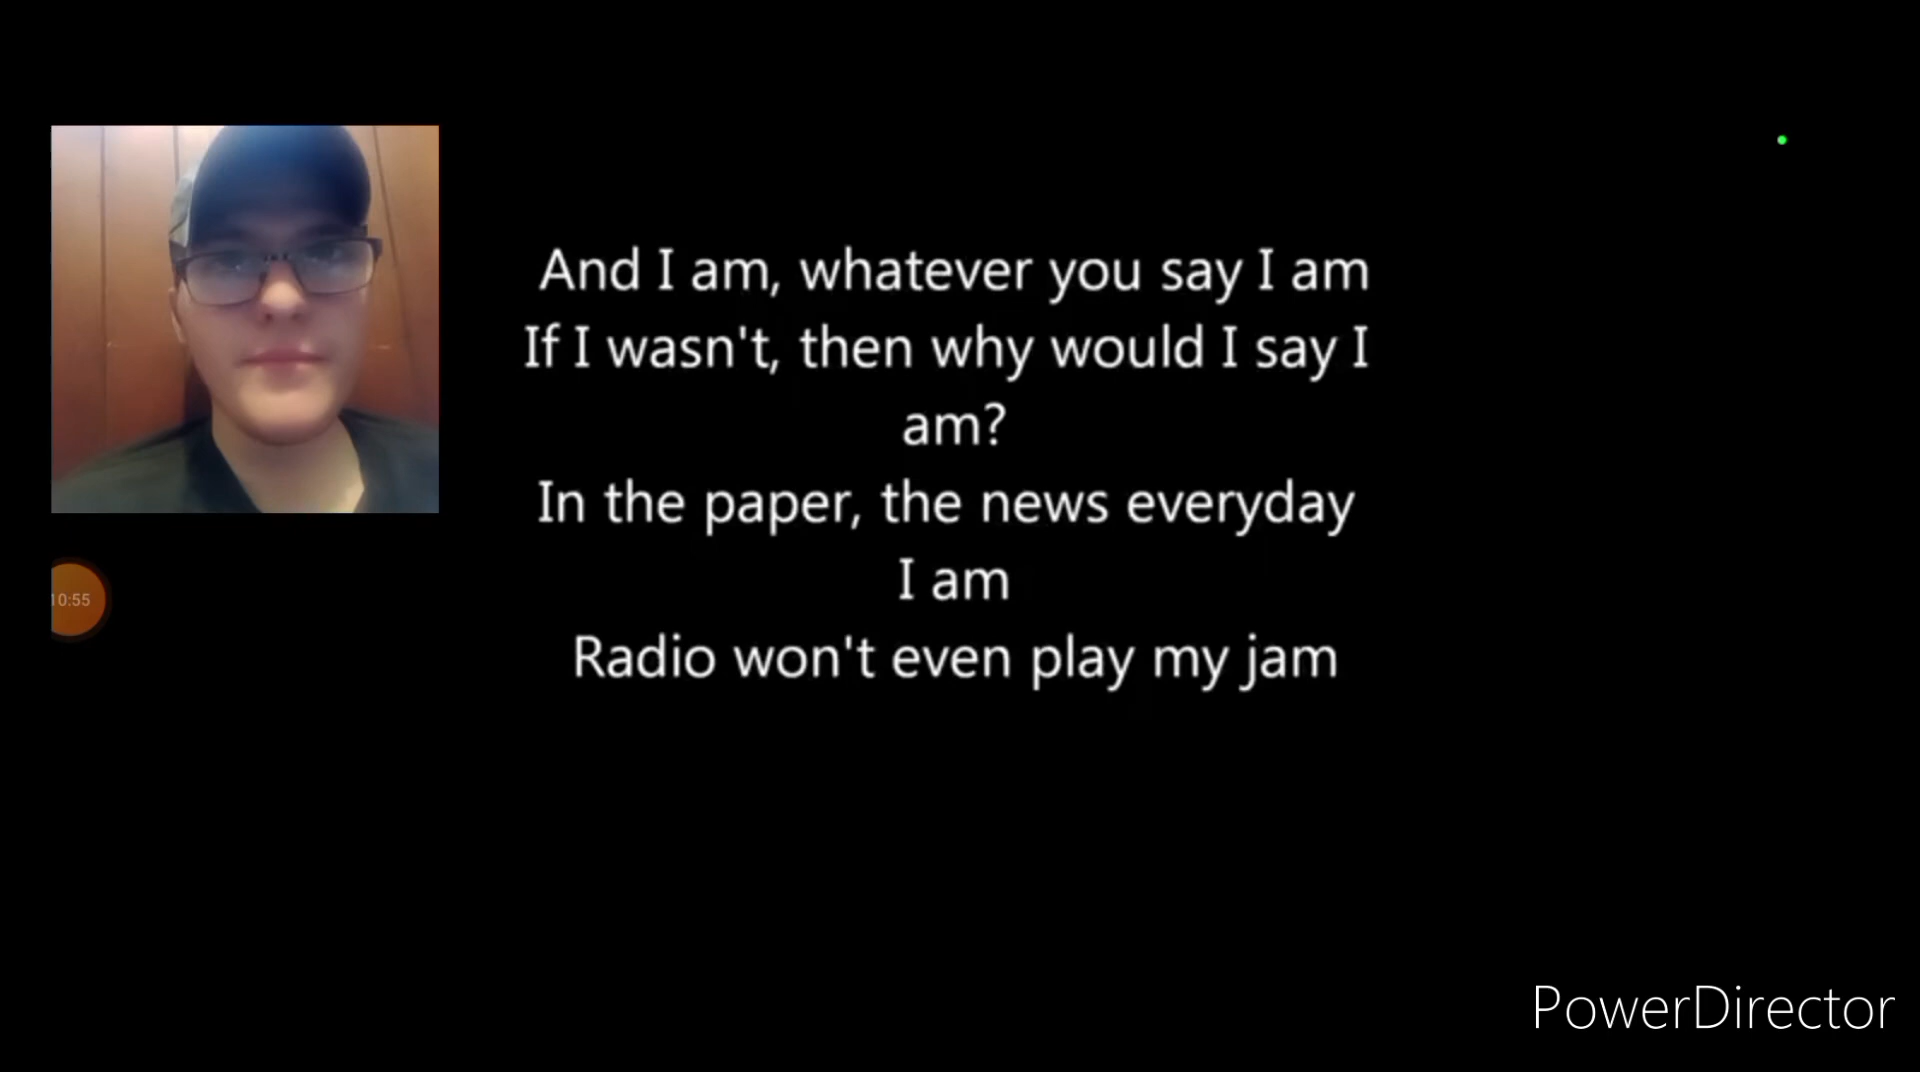 And I am, whatever you say I am
If I wasn't, then why would I say I
am?
In the paper, the news everyday
I am
Radio won't even play my jam
10:55
PowerDirector